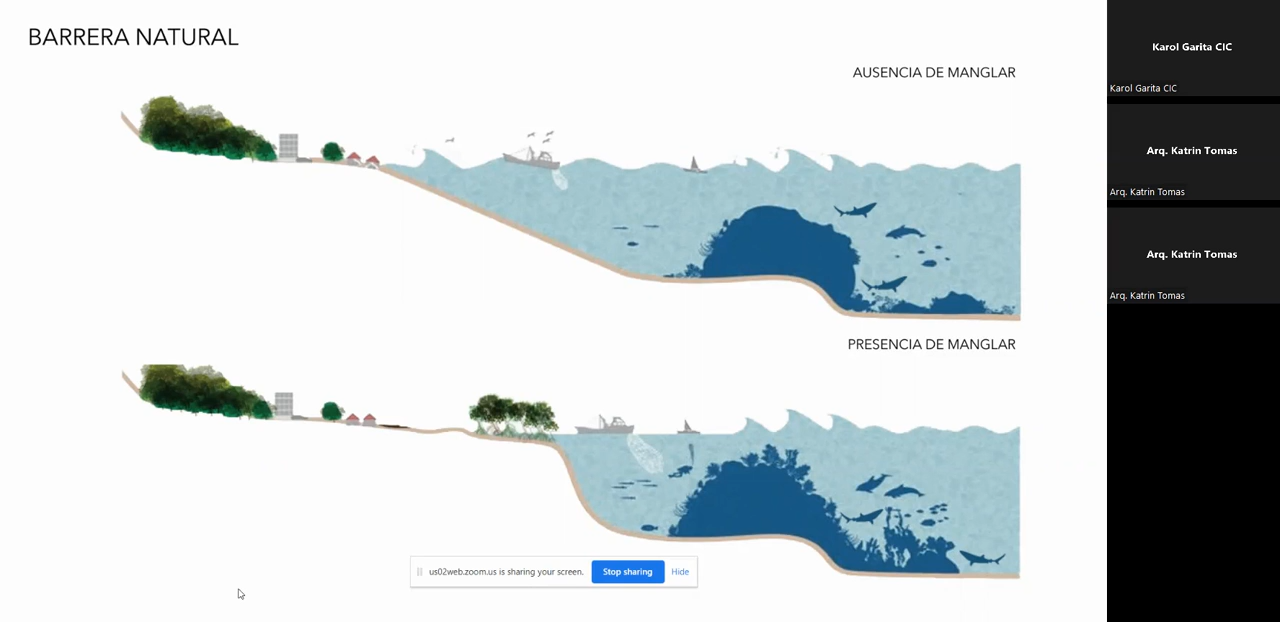 BARRERA NATURAL
AUSENCIA DE MANGLAR
PRESENCIA DE MANGLAR
us02web.zoom.us is sharing your screen. Stop sharing Hide
Karol Garita CIC
Karol Garita CIC
Arq. Katrin Tomas
Arq. Katrin Tomas
Arq. Katrin Tomas
Arq. Katrin Tomas